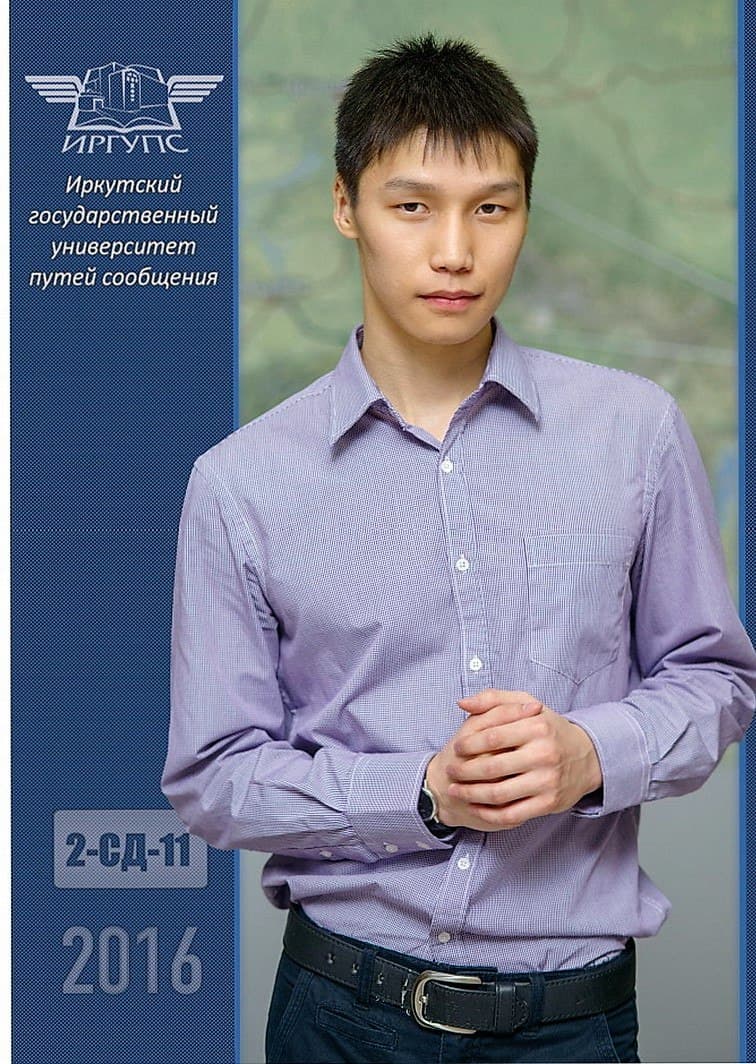 ИРГУПС
Иркутский
государственный
университет
путей сообщения
2-СД-11
2016